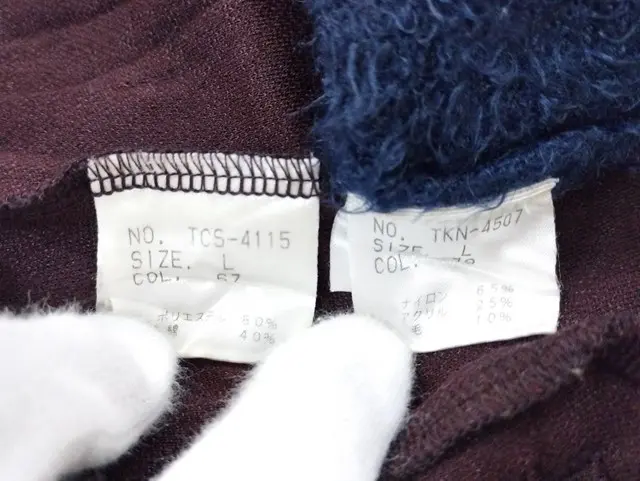 NO. TCS-4115
SIZE. L
COL. 57
ポリエステル 60%
綿 40%
NO. TKN-4507
SIZE L
COL.
ナイロン 65%
アクリル 25%
毛 10%